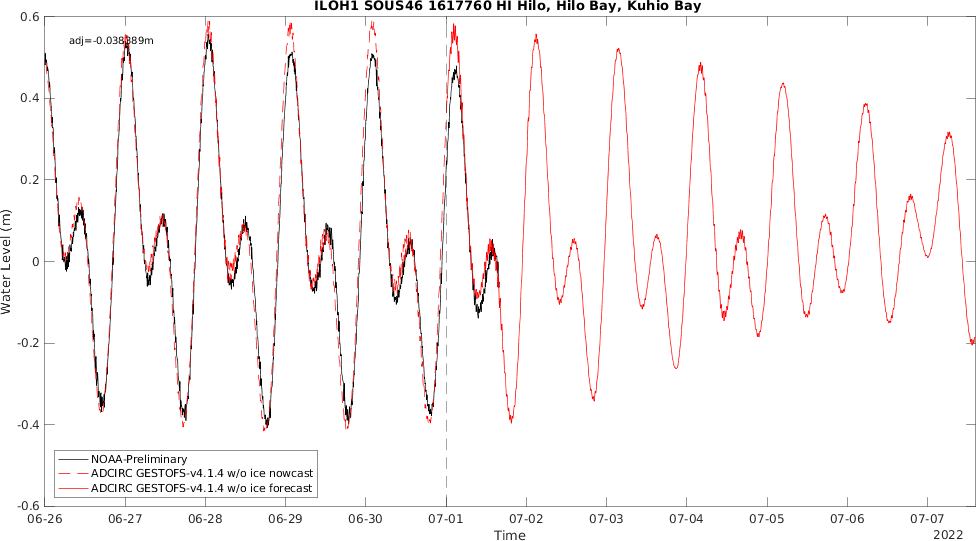 ILOH1 SOUS46 1617760 HI Hilo, Hilo Bay, Kuhio Bay
adj=-0.038389m
0.6
0.4
0.2
0
-0.2
-0.4
-0.6
Water Level (m)
NOAA-Preliminary
ADCIRC GESTOFS-v4.1.4 w/o ice nowcast
ADCIRC GESTOFS-v4.1.4 w/o ice forecast
06-26 06-27 06-28 06-29 06-30 07-01 07-02 07-03 07-04 07-05 07-06 07-07
Time
2022